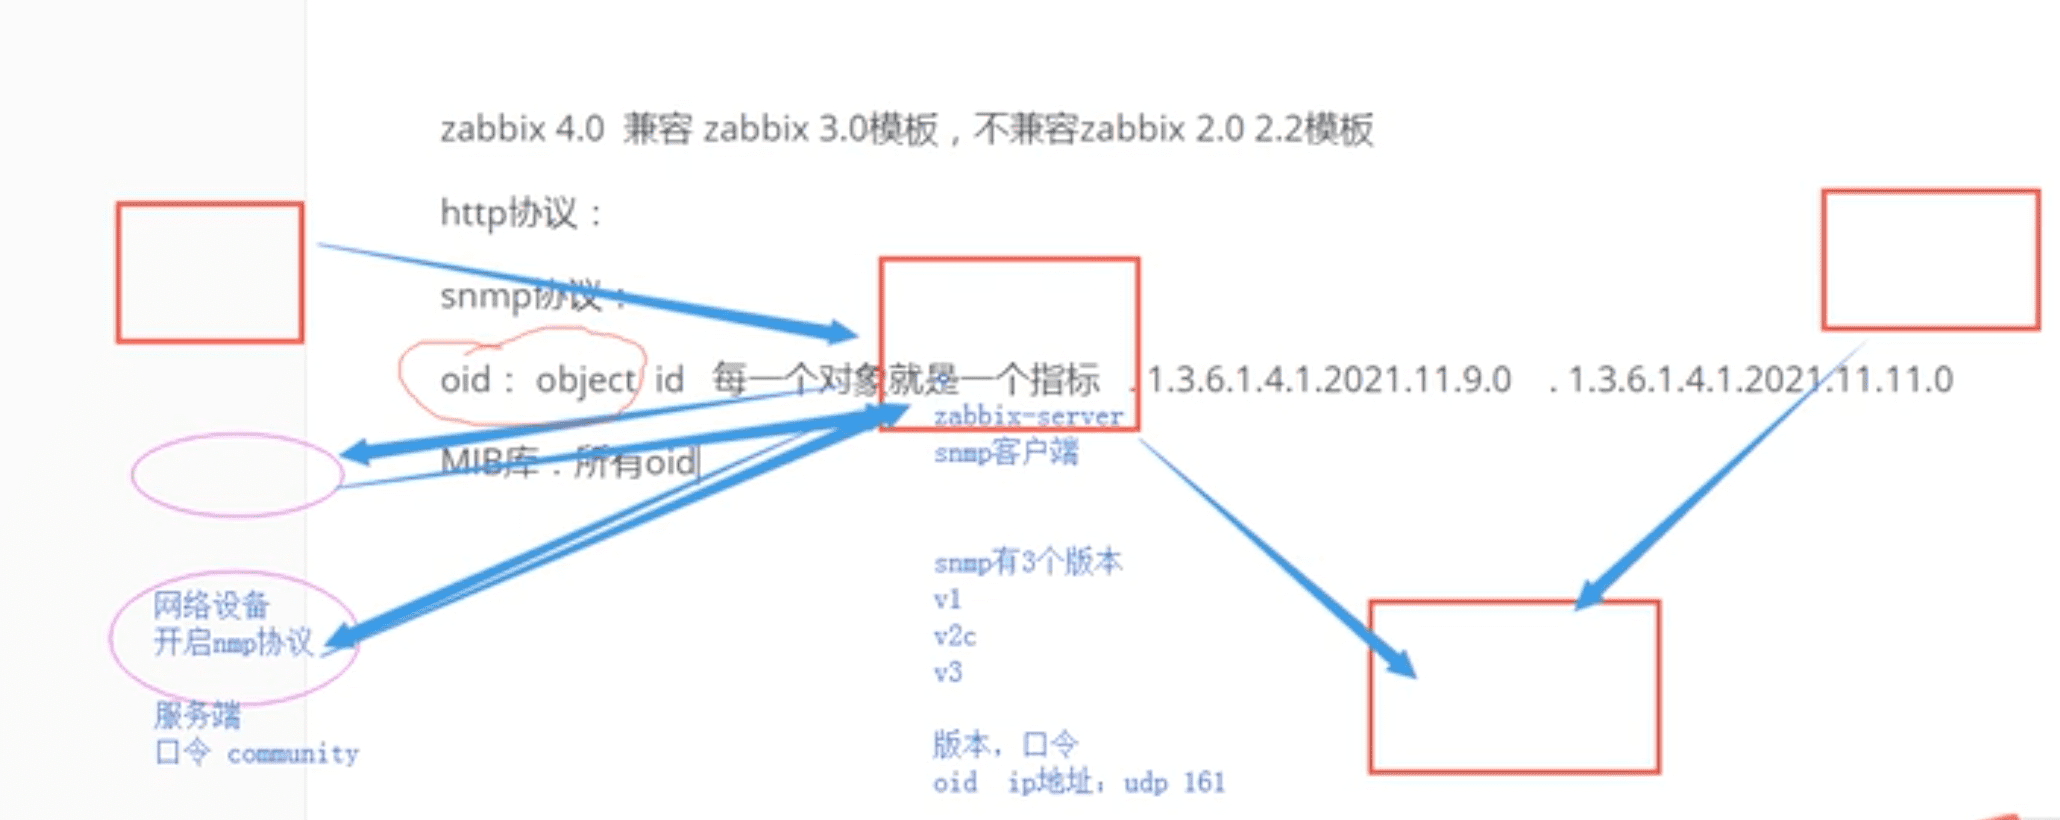 zabbix 4.0 兼容 zabbix 3.0模板，不兼容zabbix 2.0 2.2模板
http协议：
snmp协议：
oid： object id 每一个对象就是一个指标 . 1.3.6.1.4.1.2021.11.9.0 . 1.3.6.1.4.1.2021.11.11.0
MIB库：所有oid
zabbix-server
snmp客户端
snmp有3个版本
v1
v2c
v3
版本，口令
oid ip地址：udp 161
网络设备
开启nmp协议
服务端
口令 community